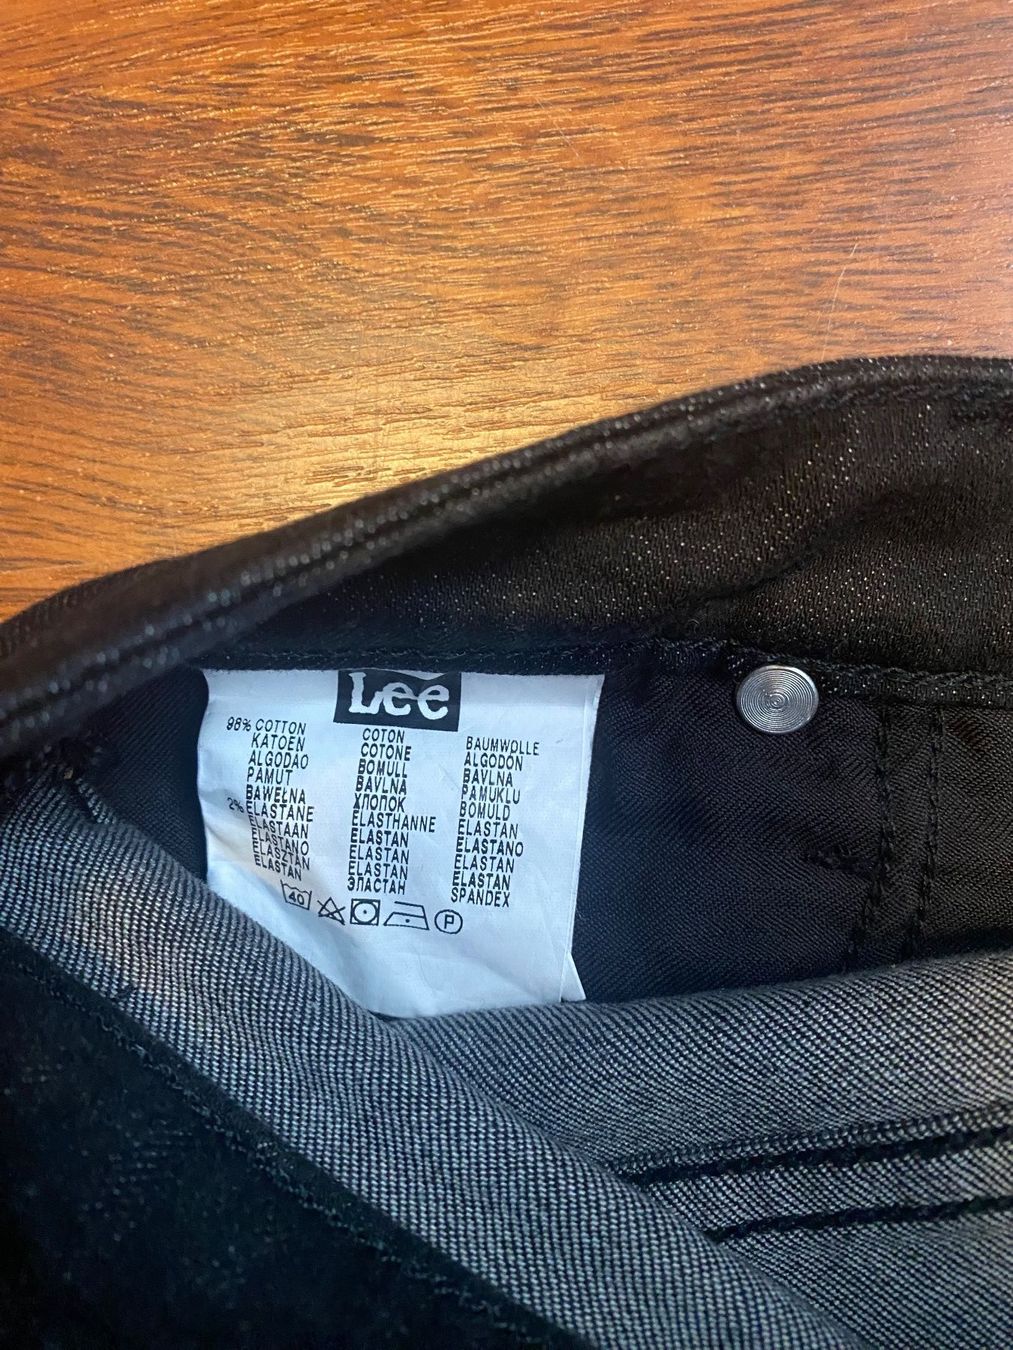 Lee
98% COTTON
KATOEN
ALGODAO
PAMUT
BAWEŁNA
2% ELASTANE
ELASTAAN
ELASTANO
ELASZTÁN
ELASTAN
COTON
COTONE
BOMULL
BAVLNA
ХЛОПОК
ELASTHANNE
ELASTAN
ELASTAN
ELASTAN
ЭЛАСТАН
BAUMWOLLE
ALGODÓN
BAVLNA
PAMUKLU
BOMULD
ELASTAN
ELASTANO
ELASTAN
ELASTAN
SPANDEX
40
P